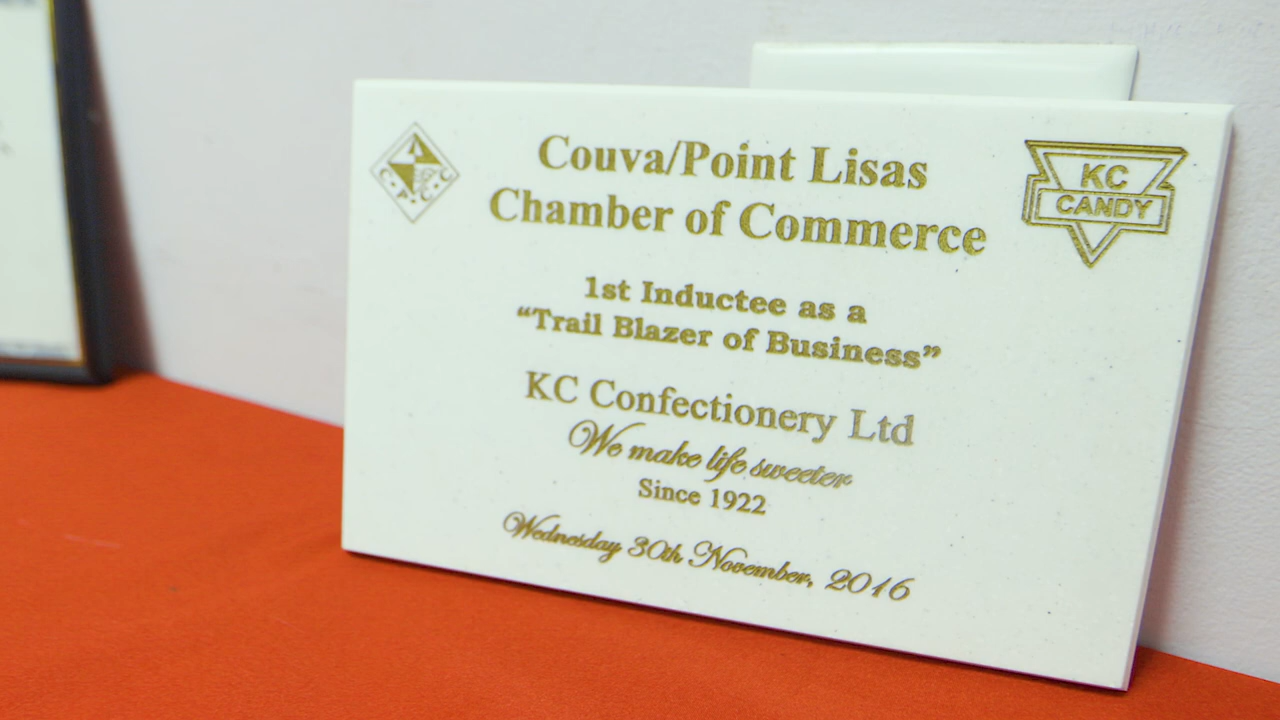 Couva/Point Lisas
Chamber of Commerce
C.P.C.C
KC
CANDY
1st Inductee as a
“Trail Blazer of Business”
KC Confectionery Ltd
We make life sweeter
Since 1922
Wednesday 30th November, 2016